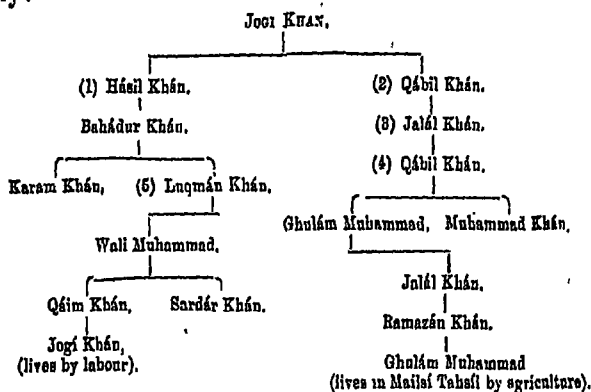 JOGI KHAN.
(1) Hásil Khán. (2) Qábil Khán.
Bahádur Khán. (3) Jalál Khán.
(4) Qábil Khán.
Karam Khán, (5) Luqmán Khán.
Ghulám Muhammad, Muhammad Khán,
Wali Muhammad,
Jalál Khán.
Qáim Khán, Sardár Khán.
Ramazán Khán.
Jogí Khán,
(lives by labour). Ghulám Muhammad
(lives in Mailsí Tahsíl by agriculture).